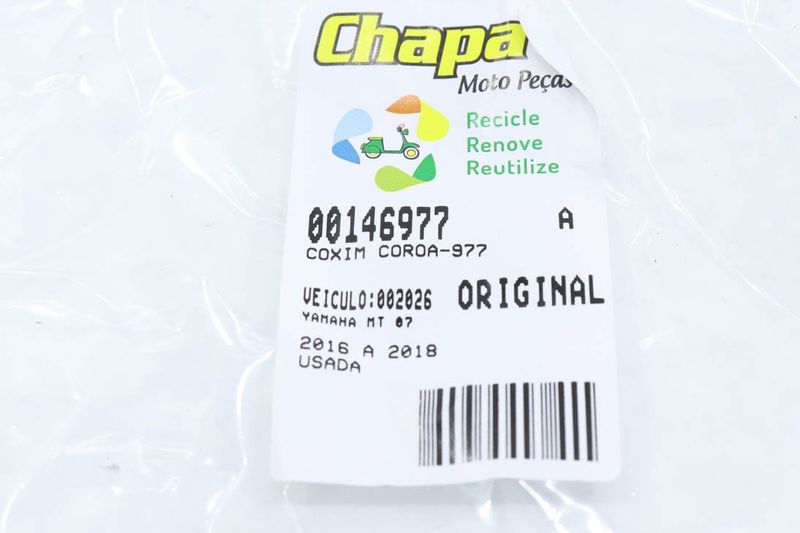 Chapa
Moto Peças
Recicle
Renove
Reutilize
00146977 A
COXIM COROA-977
VEICULO:002026 ORIGINAL
YAMAHA MT 07
2016 A 2018
USADA